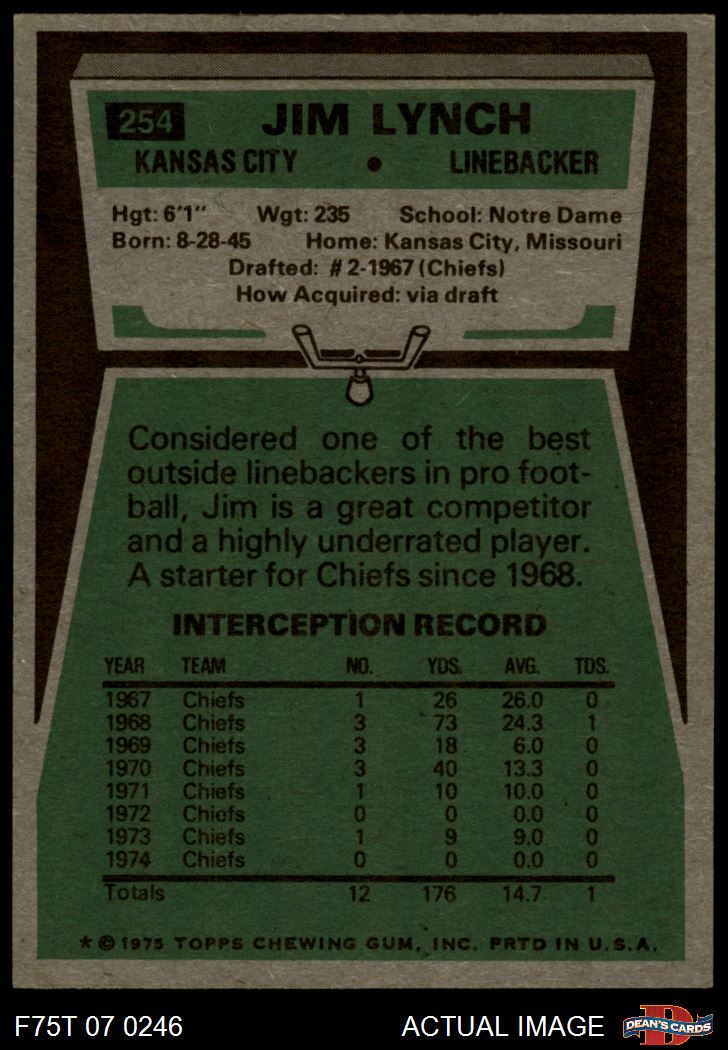 254 JIM LYNCH
KANSAS CITY • LINEBACKER
Hgt: 6'1" Wgt: 235 School: Notre Dame
Born: 8-28-45 Home: Kansas City, Missouri
Drafted: #2-1967 (Chiefs)
How Acquired: via draft
Considered one of the best
outside linebackers in pro foot-
ball, Jim is a great competitor
and a highly underrated player.
A starter for Chiefs since 1968.
INTERCEPTION RECORD
YEAR TEAM NO. YDS. AVG. TDS.
1967 Chiefs 1 26 26.0 0
1968 Chiefs 3 73 24.3 1
1969 Chiefs 3 18 6.0 0
1970 Chiefs 3 40 13.3 0
1971 Chiefs 1 10 10.0 0
1972 Chiefs 0 0 0.0 0
1973 Chiefs 1 9 9.0 0
1974 Chiefs 0 0 0.0 0
Totals 12 176 14.7 1
* © 1975 TOPPS CHEWING GUM, INC. PRTD IN U.S.A.
F75T 07 0246 ACTUAL IMAGE D DEAN'S CARDS